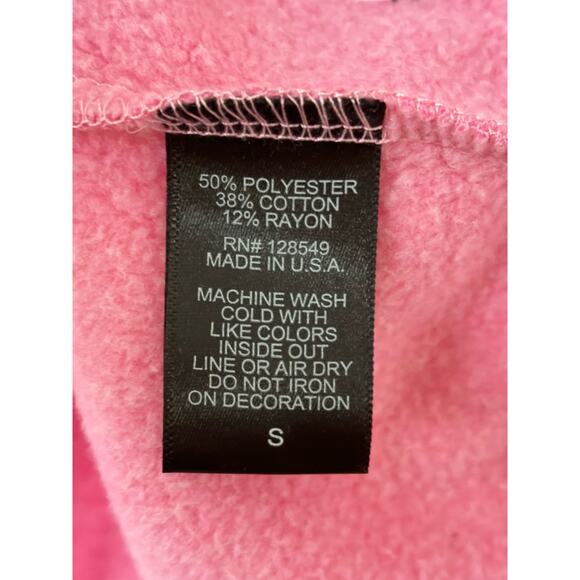 50% POLYESTER
38% COTTON
12% RAYON
RN# 128549
MADE IN U.S.A.
MACHINE WASH
COLD WITH
LIKE COLORS
INSIDE OUT
LINE OR AIR DRY
DO NOT IRON
ON DECORATION
S